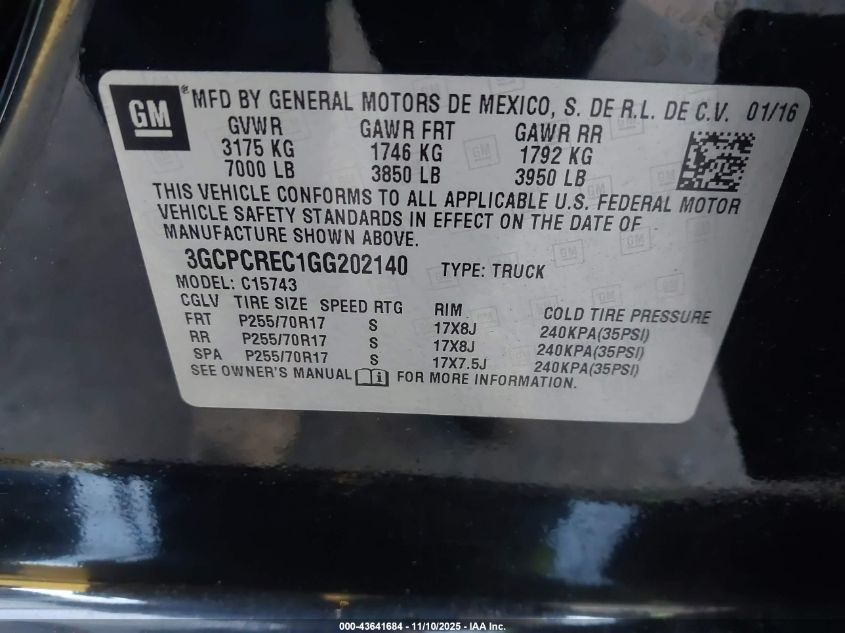 GM
® MFD BY GENERAL MOTORS DE MEXICO, S. DE R.L. DE C.V. 01/16
GVWR GAWR FRT GAWR RR
3175 KG 1746 KG 1792 KG
7000 LB 3850 LB 3950 LB
THIS VEHICLE CONFORMS TO ALL APPLICABLE U.S. FEDERAL MOTOR
VEHICLE SAFETY STANDARDS IN EFFECT ON THE DATE OF
MANUFACTURE SHOWN ABOVE.
3GCPCREC1GG202140 TYPE: TRUCK
MODEL: C15743
CGLV TIRE SIZE SPEED RTG RIM COLD TIRE PRESSURE
FRT P255/70R17 S 17X8J 240KPA(35PSI)
RR P255/70R17 S 17X8J 240KPA(35PSI)
SPA P255/70R17 S 17X7.5J 240KPA(35PSI)
SEE OWNER'S MANUAL FOR MORE INFORMATION.
000-43641684 - 11/10/2025 - IAA Inc.